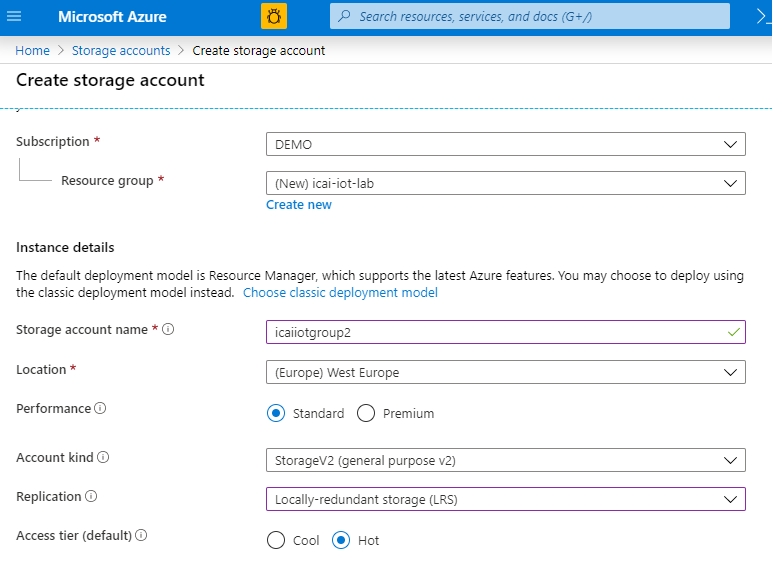 Microsoft Azure
Search resources, services, and docs (G+/)
Home > Storage accounts > Create storage account
Create storage account
Subscription *
DEMO
Resource group *
(New) icai-iot-lab
Create new
Instance details
The default deployment model is Resource Manager, which supports the latest Azure features. You may choose to deploy using
the classic deployment model instead. Choose classic deployment model
Storage account name *
icaiiotgroup2
Location *
(Europe) West Europe
Performance
Standard Premium
Account kind
StorageV2 (general purpose v2)
Replication
Locally-redundant storage (LRS)
Access tier (default)
Cool Hot